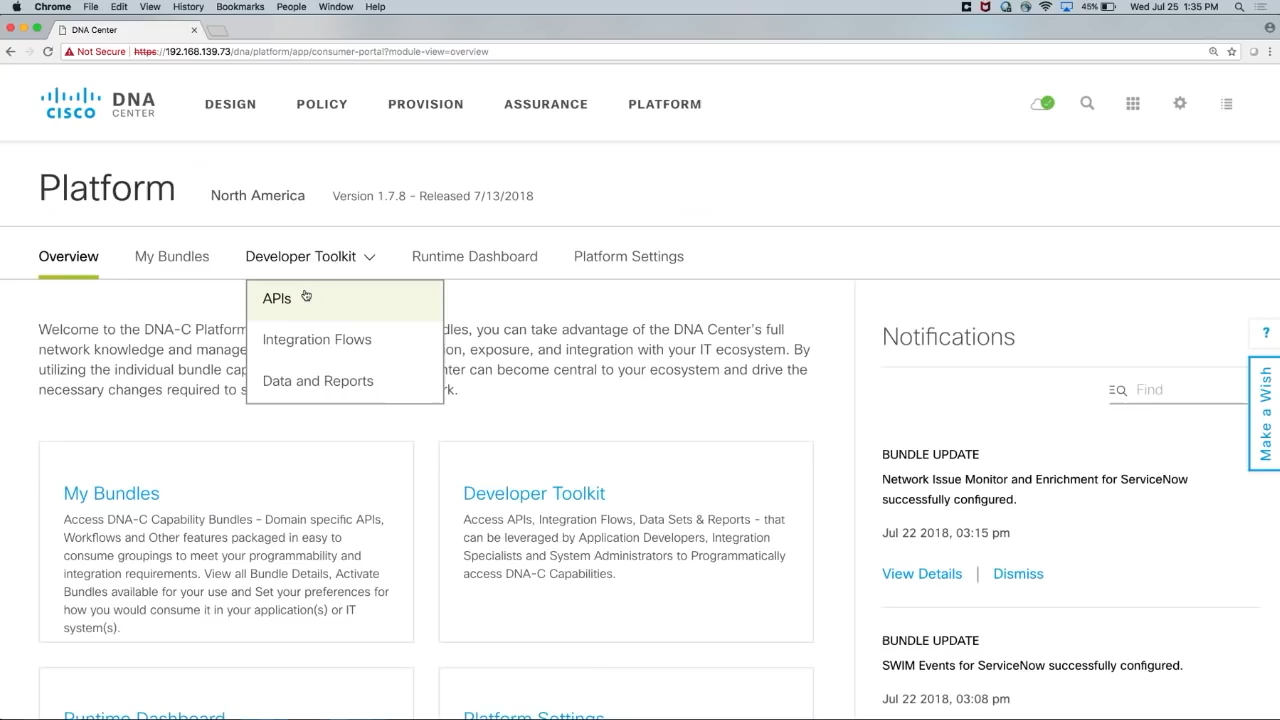 Chrome File Edit View History Bookmarks People Window Help
45% Wed Jul 25 1:35 PM
DNA Center
Not Secure https://192.168.139.73/dna/platform/app/consumer-portal?module-view=overview
CISCO DNA CENTER
DESIGN POLICY PROVISION ASSURANCE PLATFORM
Platform North America Version 1.7.8 - Released 7/13/2018
Overview My Bundles Developer Toolkit Runtime Dashboard Platform Settings
APIs
Integration Flows
Data and Reports
Welcome to the DNA-C Platform dles, you can take advantage of the DNA Center's full
network knowledge and manage on, exposure, and integration with your IT ecosystem. By
utilizing the individual bundle cap nter can become central to your ecosystem and drive the
necessary changes required to s k.
My Bundles
Access DNA-C Capability Bundles - Domain specific APIs,
Workflows and Other features packaged in easy to
consume groupings to meet your programmability and
integration requirements. View all Bundle Details, Activate
Bundles available for your use and Set your preferences for
how you would consume it in your application(s) or IT
system(s).
Developer Toolkit
Access APIs, Integration Flows, Data Sets & Reports - that
can be leveraged by Application Developers, Integration
Specialists and System Administrators to Programmatically
access DNA-C Capabilities.
Runtime Dashboard
Platform Settings
Notifications
Find
BUNDLE UPDATE
Network Issue Monitor and Enrichment for ServiceNow
successfully configured.
Jul 22 2018, 03:15 pm
View Details | Dismiss
BUNDLE UPDATE
SWIM Events for ServiceNow successfully configured.
Jul 22 2018, 03:08 pm
?
Make a Wish